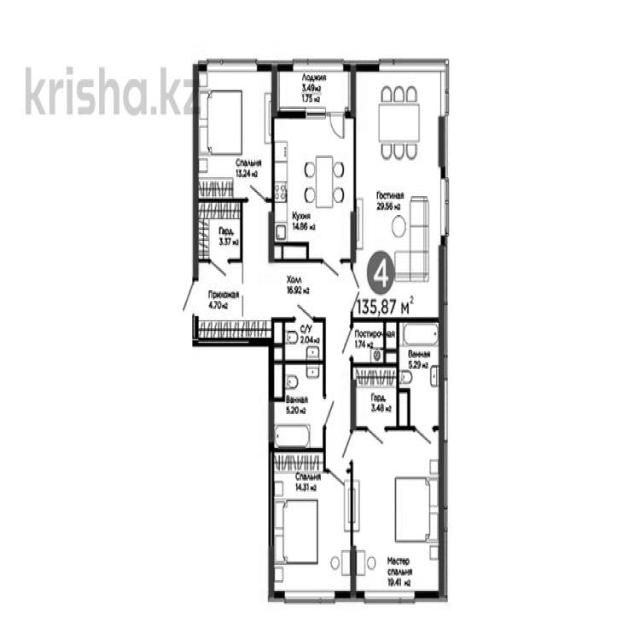 krisha.kz
Лоджия
3.49 м2
1.75 м2
Спальня
13.24 м2
Гостиная
29.56 м2
Кухня
14.86 м2
Гард.
3.37 м2
Холл
16.92 м2
4
135,87 м2
Прихожая
4.70 м2
С/У
2.04 м2
Постирочная
1.74 м2
Ванная
5.29 м2
Ванная
5.20 м2
Гард.
3.48 м2
Спальня
14.31 м2
Мастер
спальня
19.41 м2